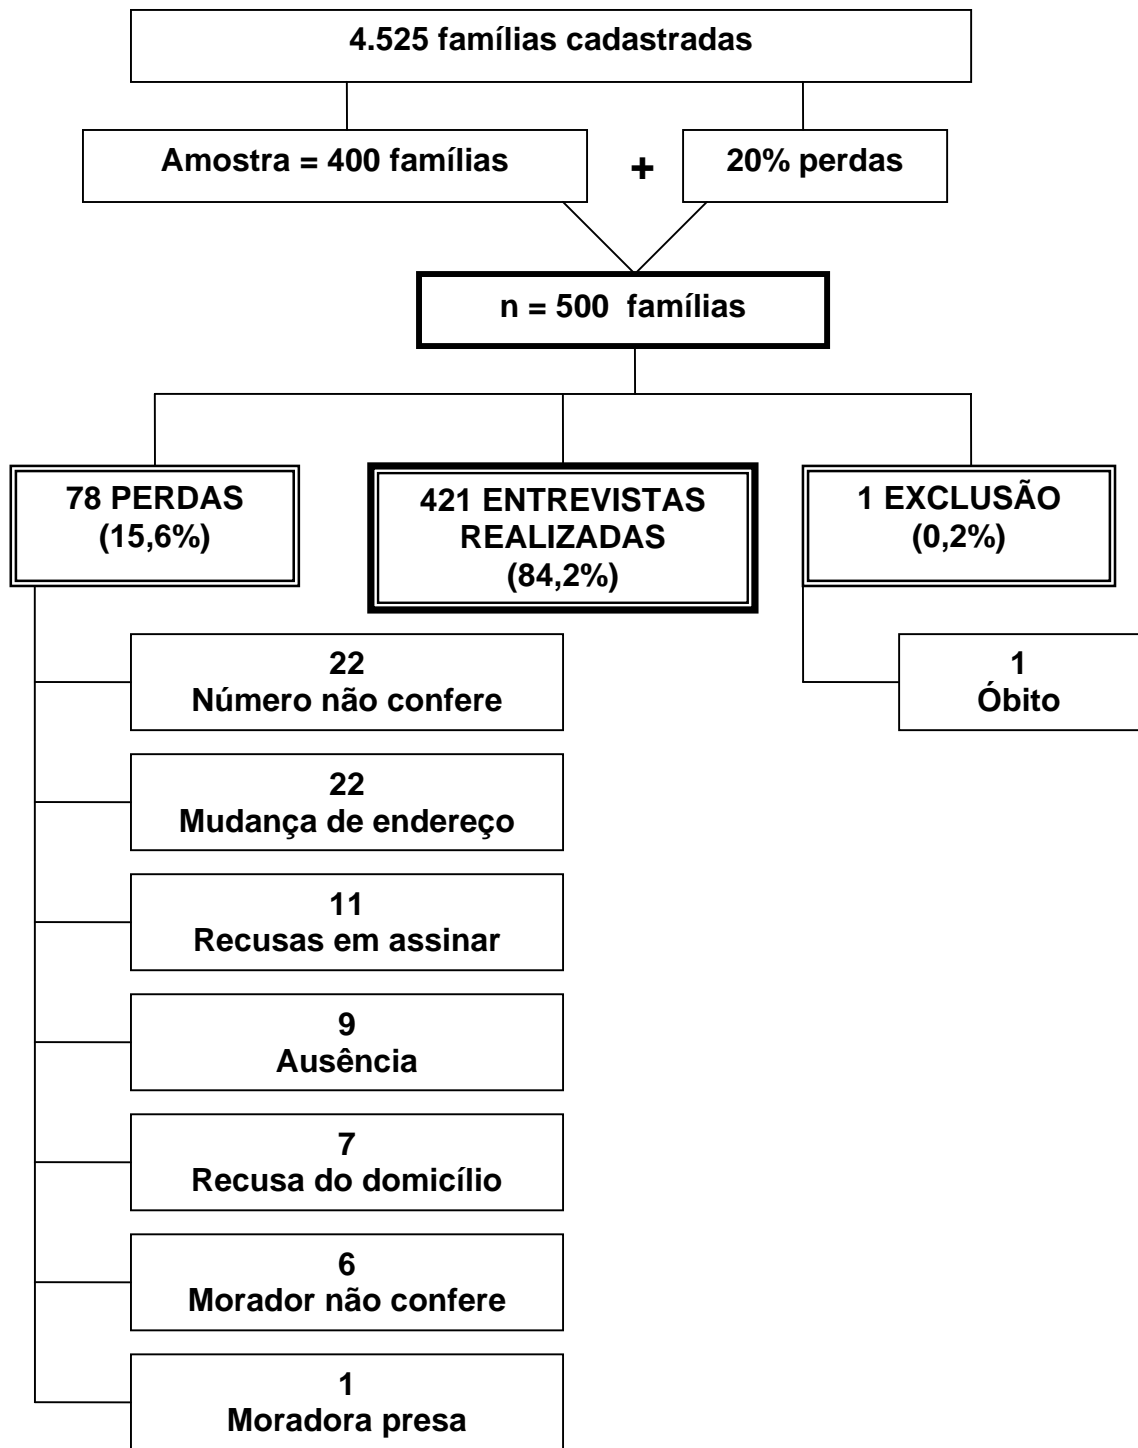 4.525 famílias cadastradas
Amostra = 400 famílias
+
20% perdas
n = 500 famílias
78 PERDAS
(15,6%)
421 ENTREVISTAS
REALIZADAS
(84,2%)
1 EXCLUSÃO
(0,2%)
22
Número não confere
1
Óbito
22
Mudança de endereço
11
Recusas em assinar
9
Ausência
7
Recusa do domicílio
6
Morador não confere
1
Moradora presa